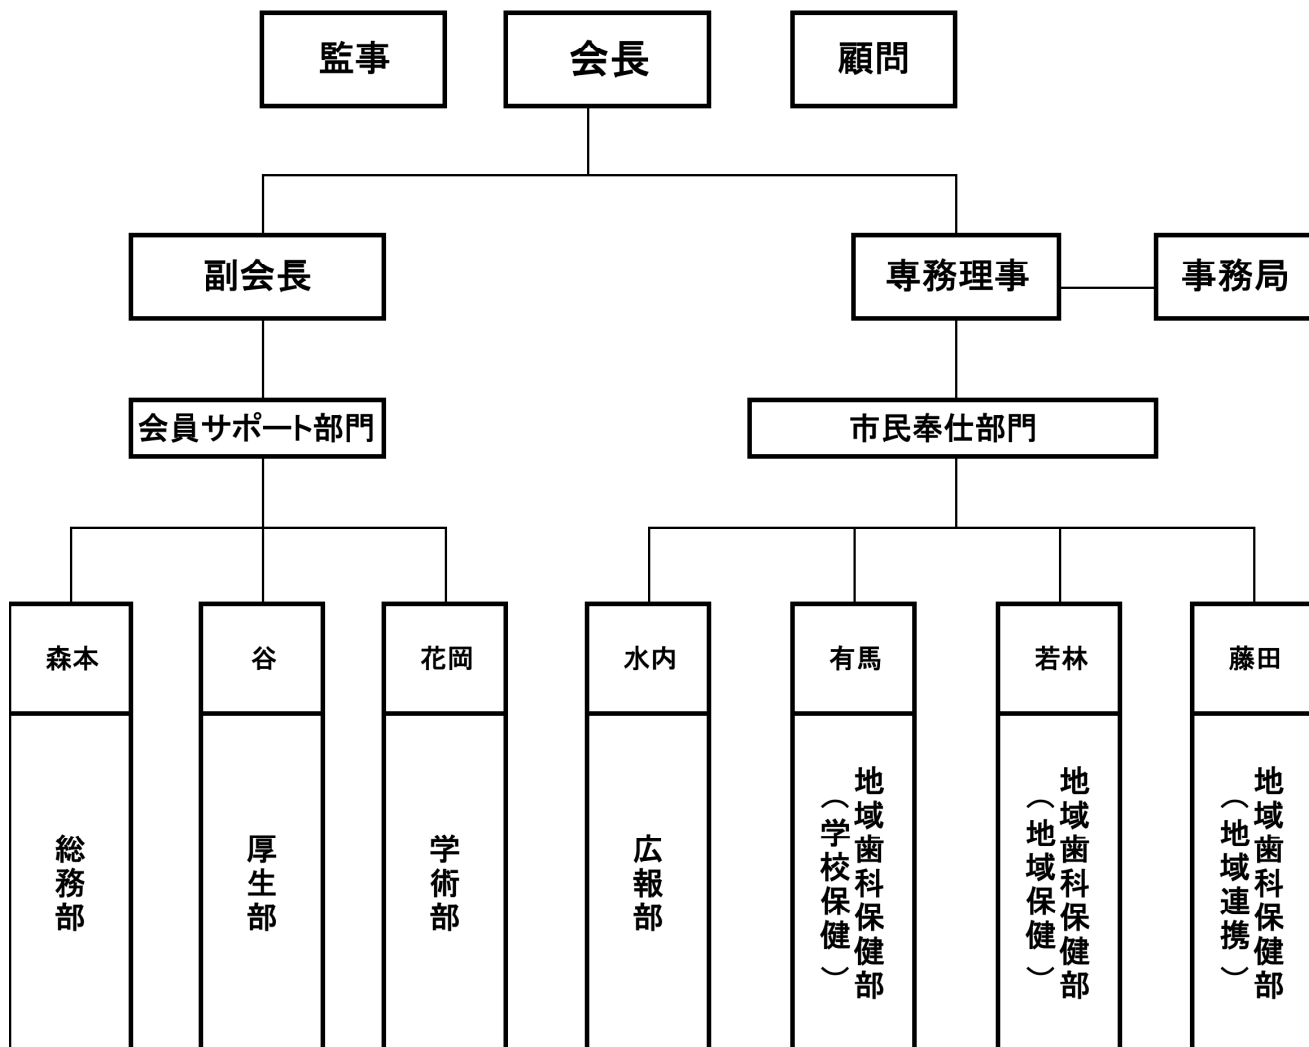 監事
会長
顧問
副会長
専務理事
事務局
会員サポート部門
市民奉仕部門
森本
谷
花岡
水内
有馬
若林
藤田
総務部
厚生部
学術部
広報部
地域歯科保健部
（学校保健）
地域歯科保健部
（地域保健）
地域歯科保健部
（地域連携）